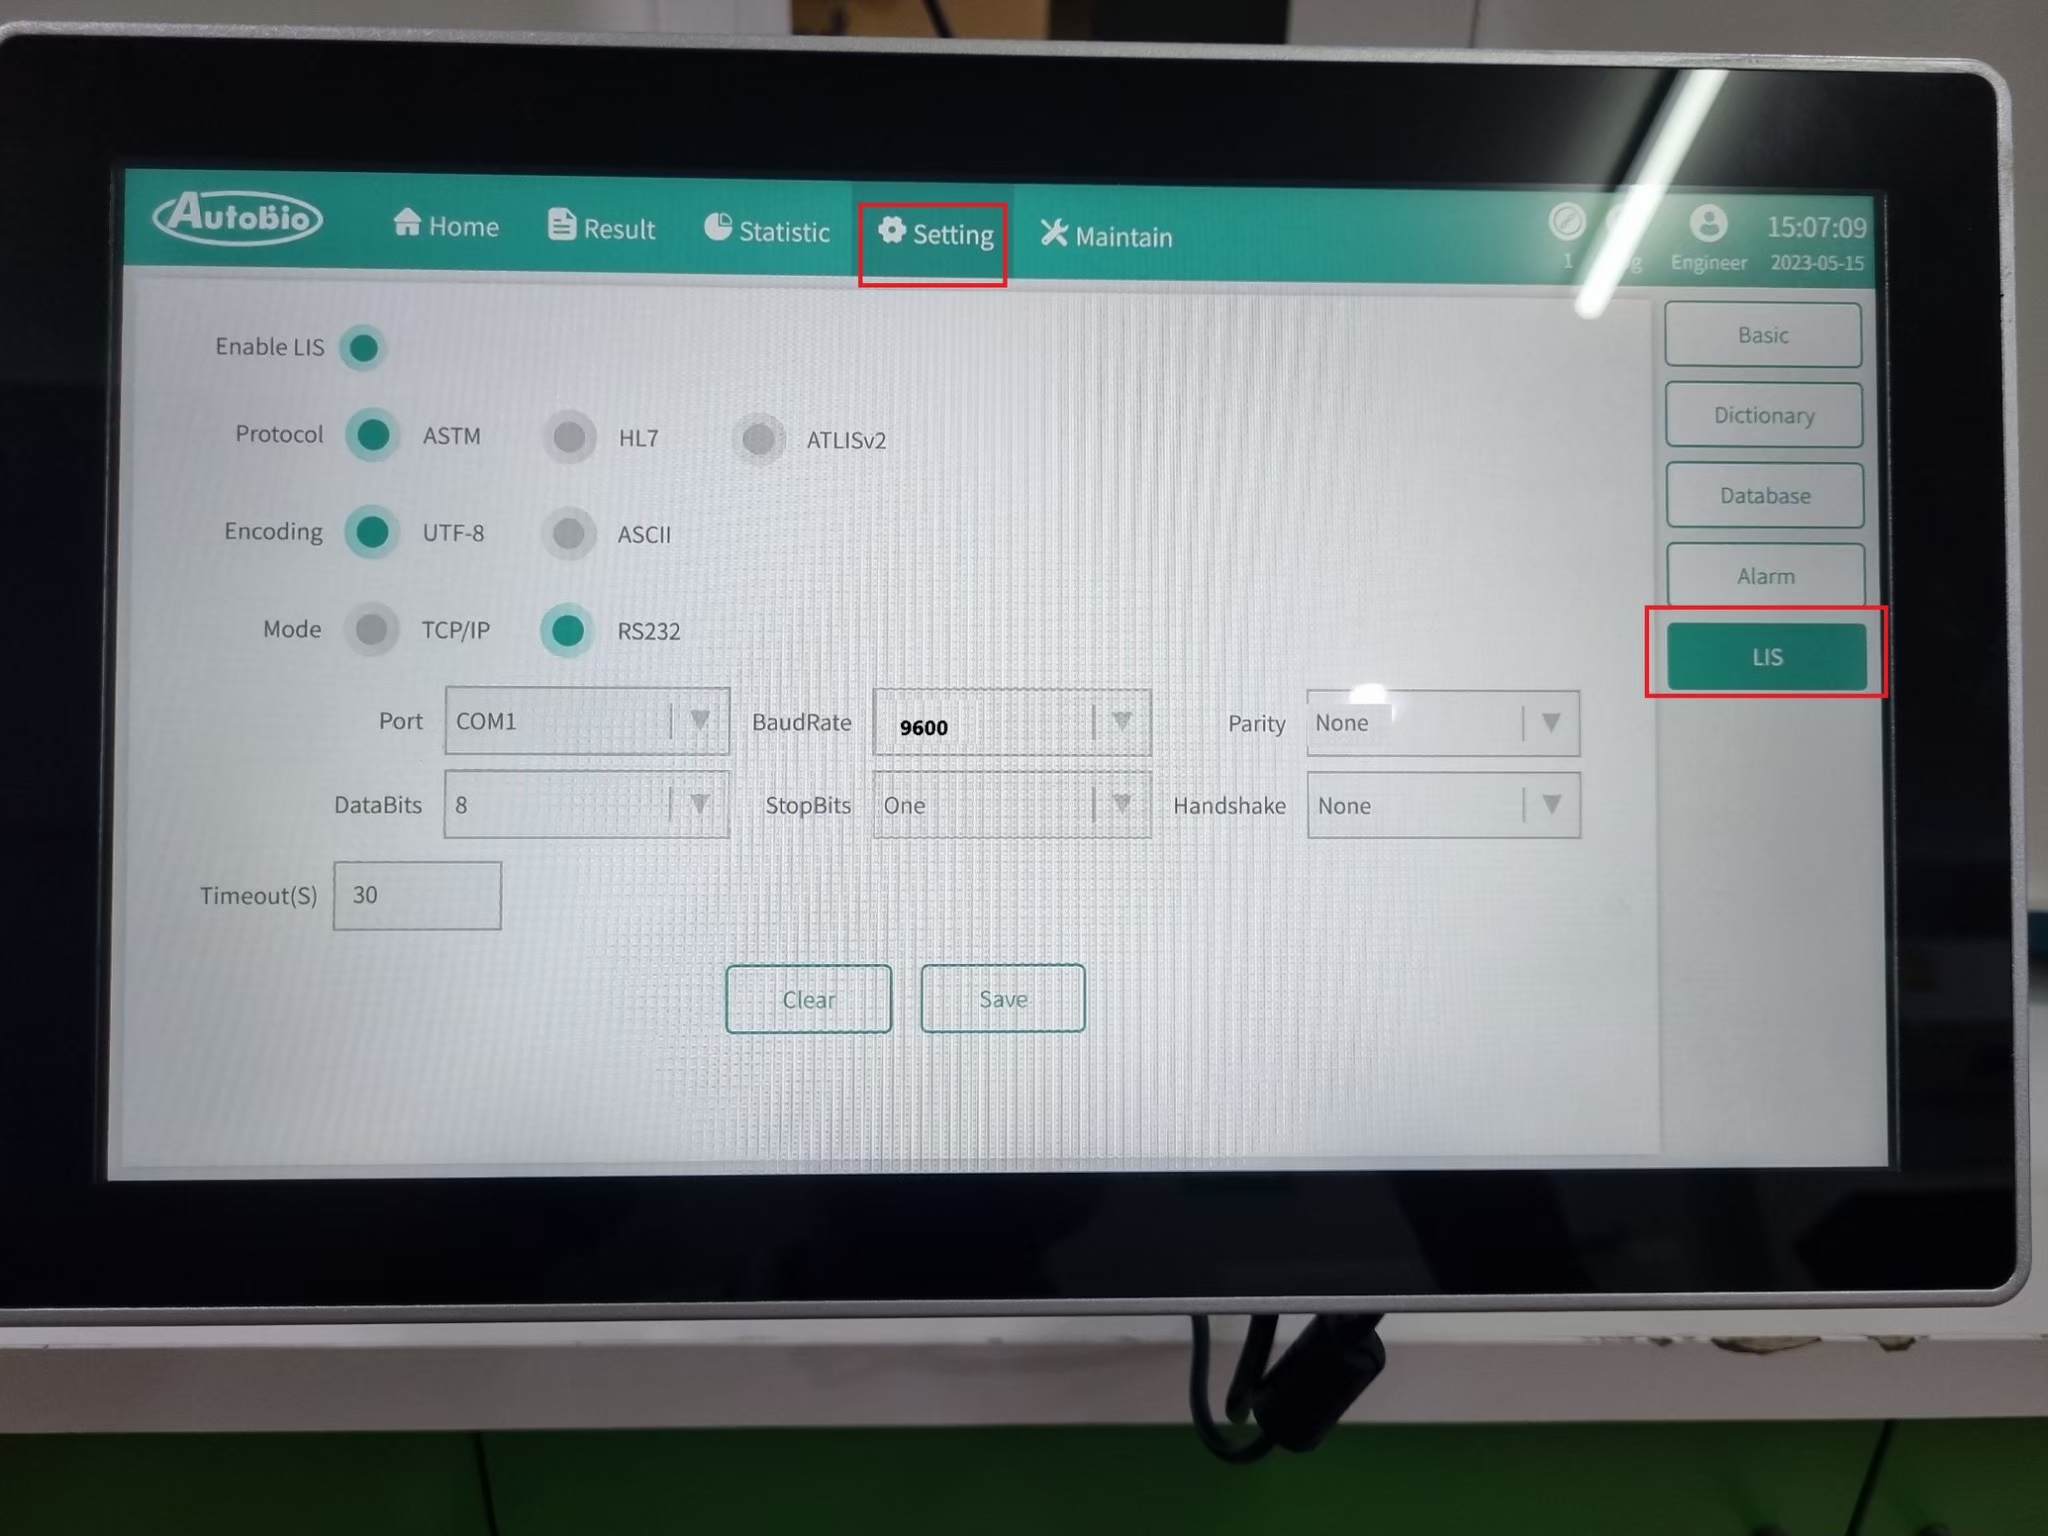 Autobio Home Result Statistic Setting Maintain 15:07:09
1 Engineer 2023-05-15
Enable LIS
Protocol ASTM HL7 ATLISv2
Encoding UTF-8 ASCII
Mode TCP/IP RS232
Port COM1 BaudRate 9600 Parity None
DataBits 8 StopBits One Handshake None
Timeout(S) 30
Clear Save
Basic
Dictionary
Database
Alarm
LIS